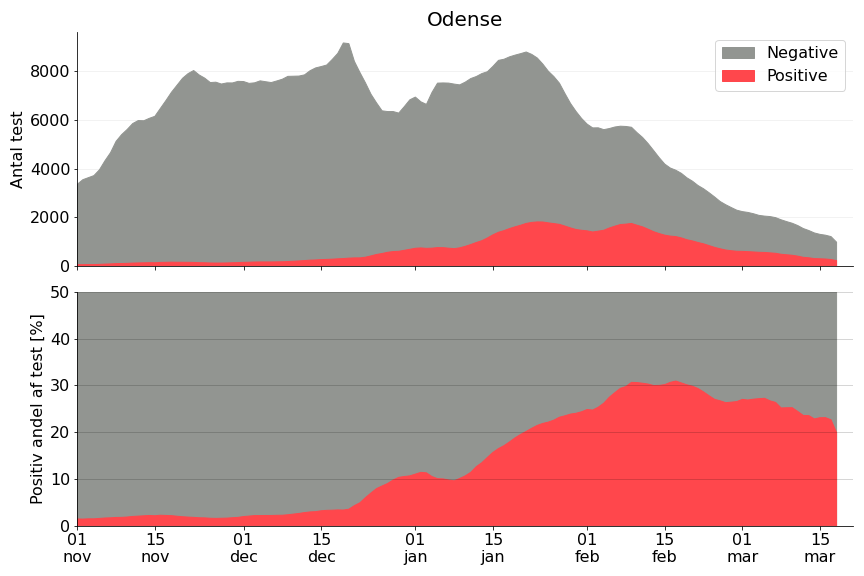 Odense
Antal test
8000
6000
4000
2000
0
Negative
Positive
Positiv andel af test [%]
50
40
30
20
10
0
01 15 01 15 01 15 01 15 01 15
nov nov dec dec jan jan feb feb mar mar